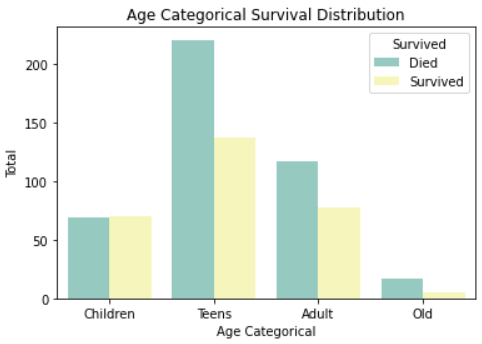 Age Categorical Survival Distribution
Survived
Died
Survived
Total
200
150
100
50
0
Children Teens Adult Old
Age Categorical